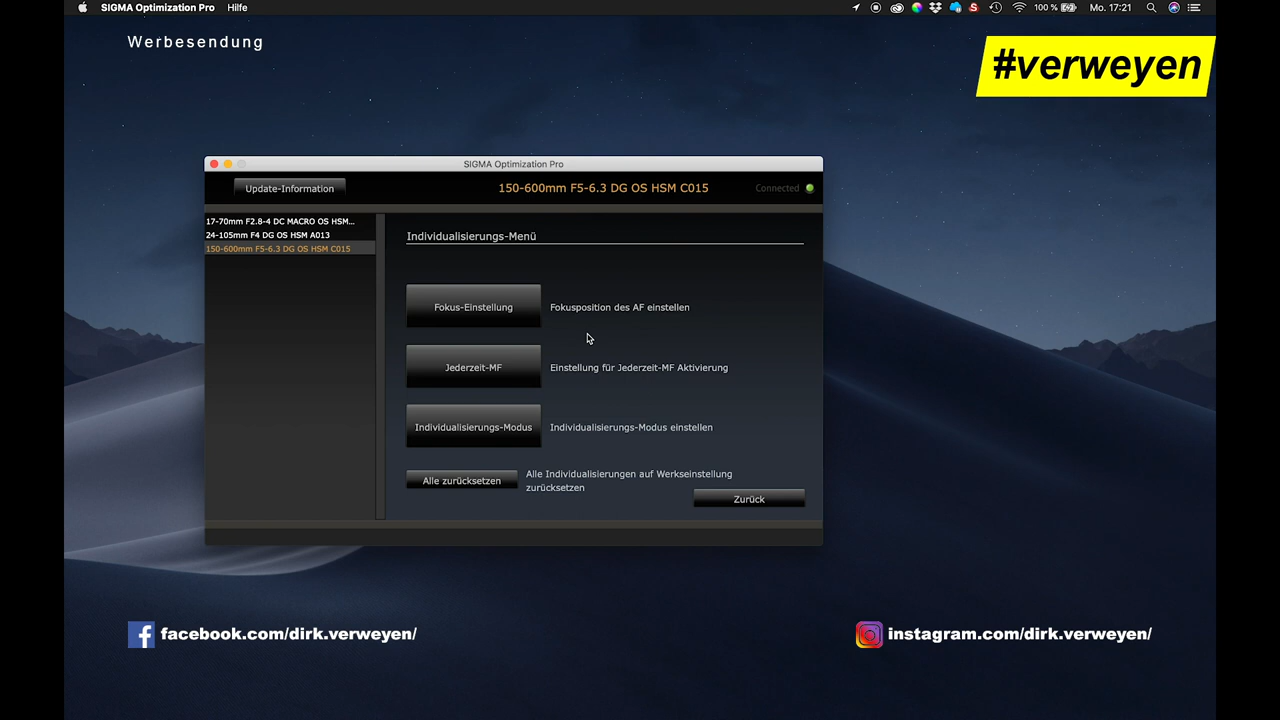 SIGMA Optimization Pro Hilfe 100 % Mo. 17:21
Werbesendung
#verweyen
SIGMA Optimization Pro
Update-Information 150-600mm F5-6.3 DG OS HSM C015 Connected
17-70mm F2.8-4 DC MACRO OS HSM...
24-105mm F4 DG OS HSM A013
150-600mm F5-6.3 DG OS HSM C015
Individualisierungs-Menü
Fokus-Einstellung Fokusposition des AF einstellen
Jederzeit-MF Einstellung für Jederzeit-MF Aktivierung
Individualisierungs-Modus Individualisierungs-Modus einstellen
Alle zurücksetzen Alle Individualisierungen auf Werkseinstellung
zurücksetzen
Zurück
facebook.com/dirk.verweyen/ instagram.com/dirk.verweyen/